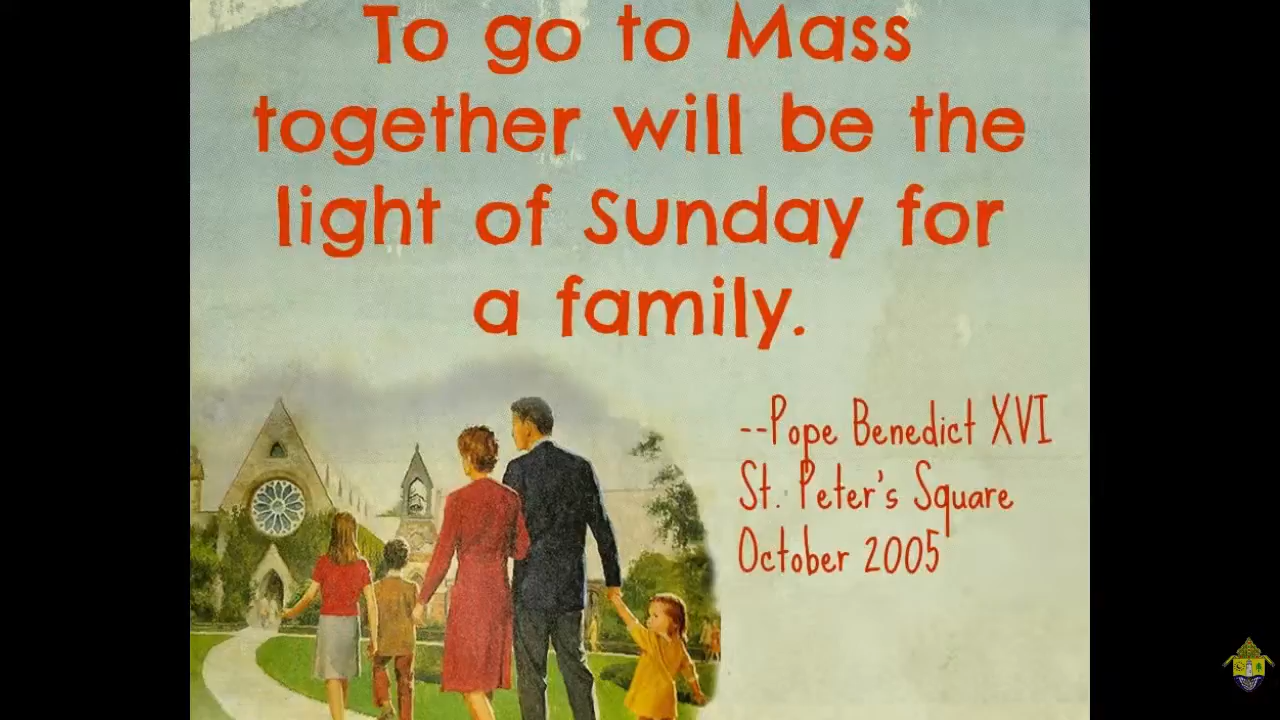 To go to Mass
together will be the
light of Sunday for
a family.
--Pope Benedict XVI
St. Peter's Square
October 2005